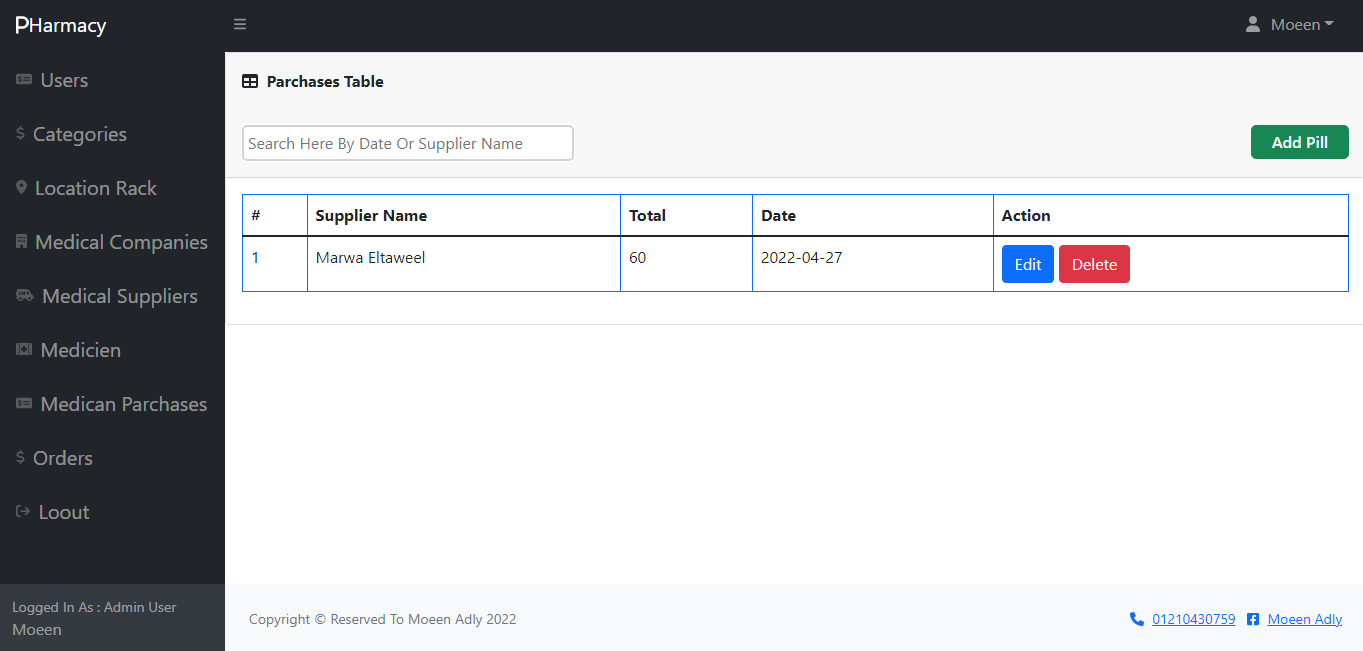 PHarmacy
Moeen
Users
Categories
Location Rack
Medical Companies
Medical Suppliers
Medicien
Medican Parchases
Orders
Loout
Logged In As : Admin User
Moeen
Parchases Table
Search Here By Date Or Supplier Name
Add Pill
# Supplier Name Total Date Action
1 Marwa Eltaweel 60 2022-04-27 Edit Delete
Copyright © Reserved To Moeen Adly 2022
01210430759 Moeen Adly